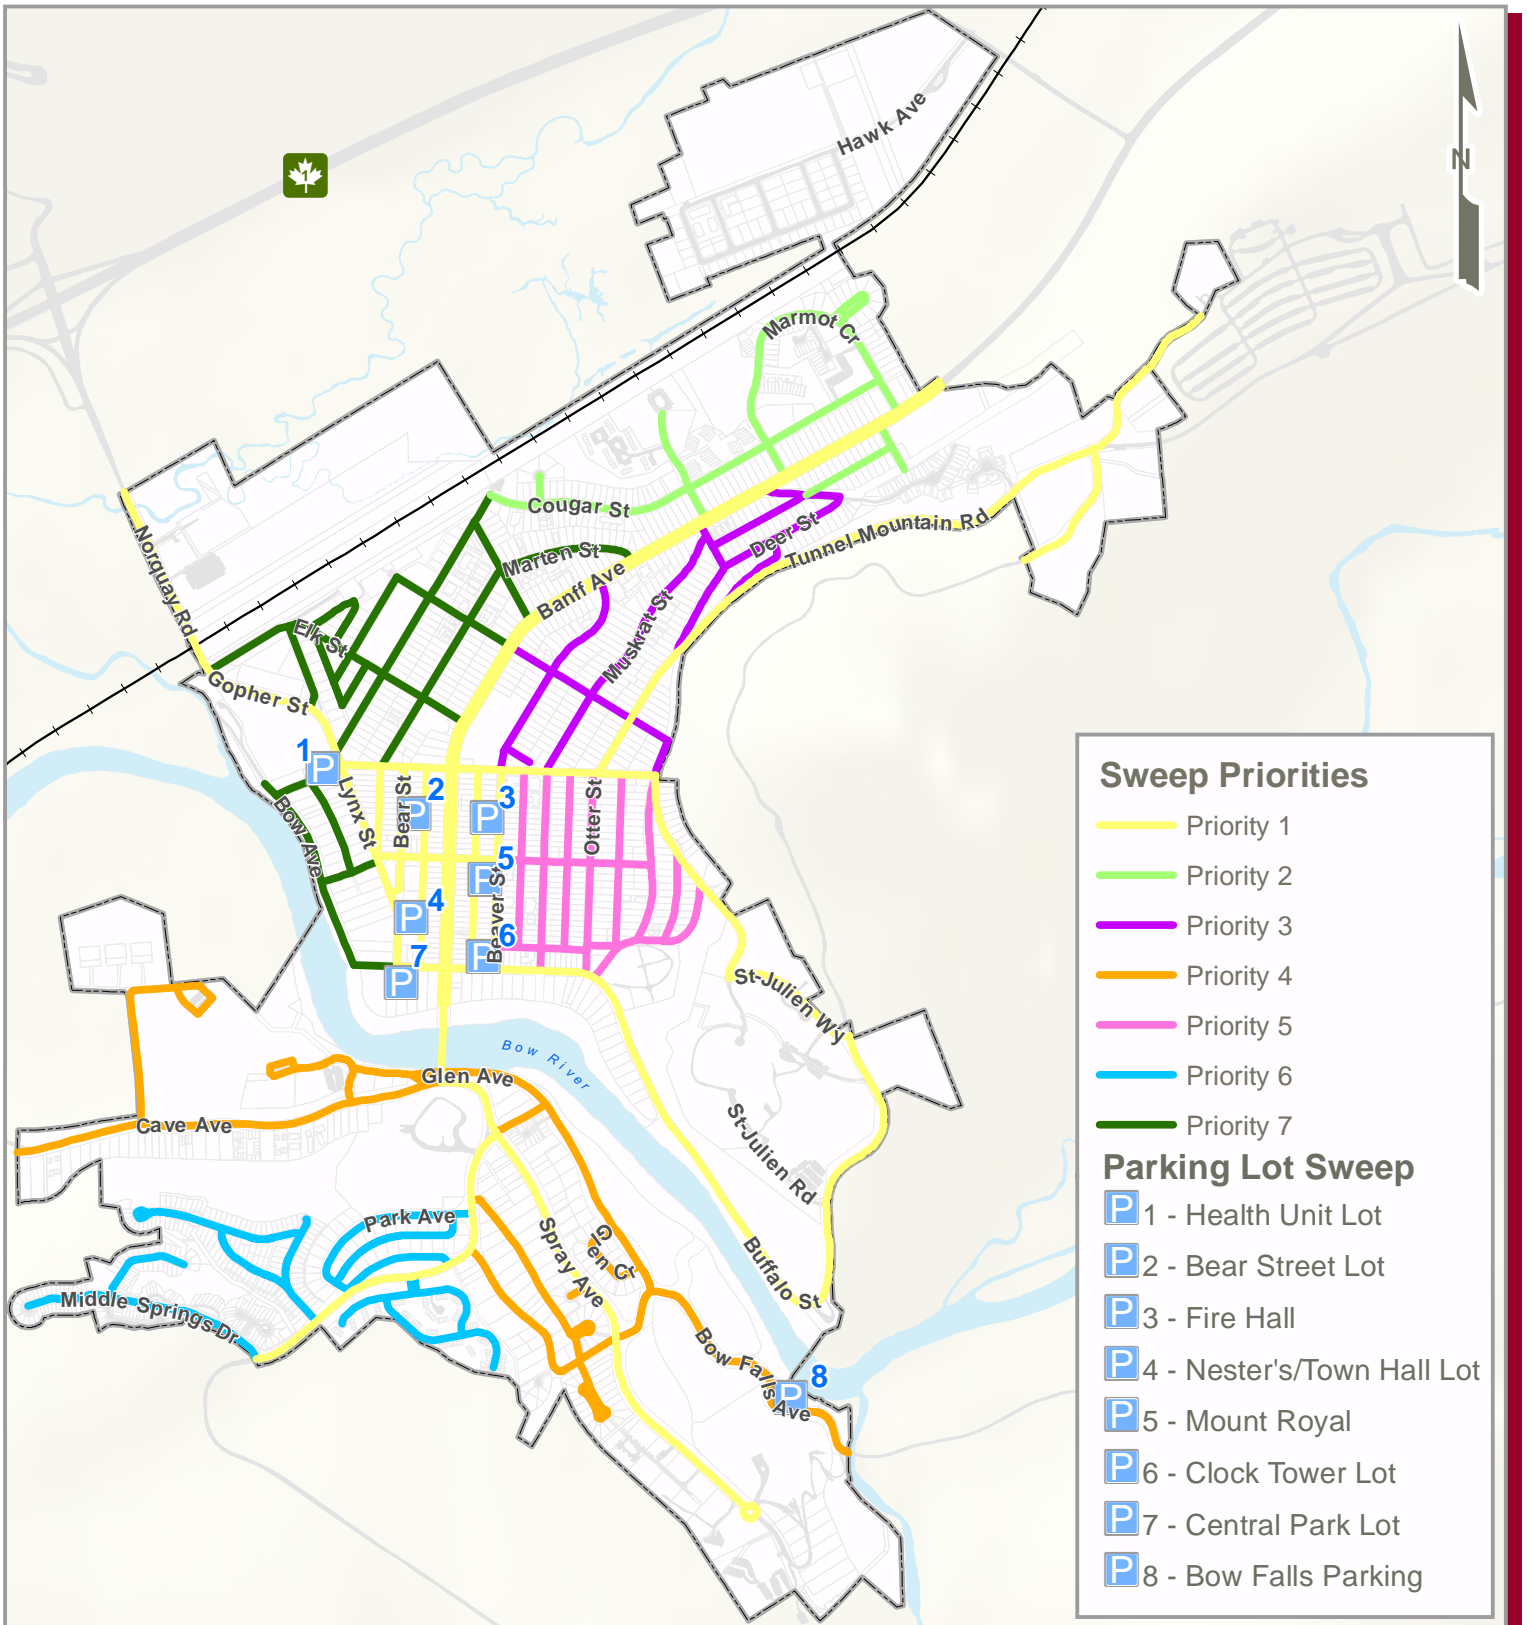 Hawk Ave
N
1
Marmot Cr
Cougar St
Deer St
Tunnel Mountain Rd
Marten St
Banff Ave
Norquay Rd
Elk St
Muskrat St
Gopher St
1
P
Lynx St
Bear St
2
P
3
P
Otter St
Bow Ave
5
P
Beaver St
4
P
6
P
7
P
St-Julien Wy
Bow River
Glen Ave
Cave Ave
St-Julien Rd
Park Ave
Spray Ave
Glen Cr
Buffalo St
Middle Springs Dr
Bow Falls Ave
8
P
Sweep Priorities
Priority 1
Priority 2
Priority 3
Priority 4
Priority 5
Priority 6
Priority 7
Parking Lot Sweep
P 1 - Health Unit Lot
P 2 - Bear Street Lot
P 3 - Fire Hall
P 4 - Nester's/Town Hall Lot
P 5 - Mount Royal
P 6 - Clock Tower Lot
P 7 - Central Park Lot
P 8 - Bow Falls Parking